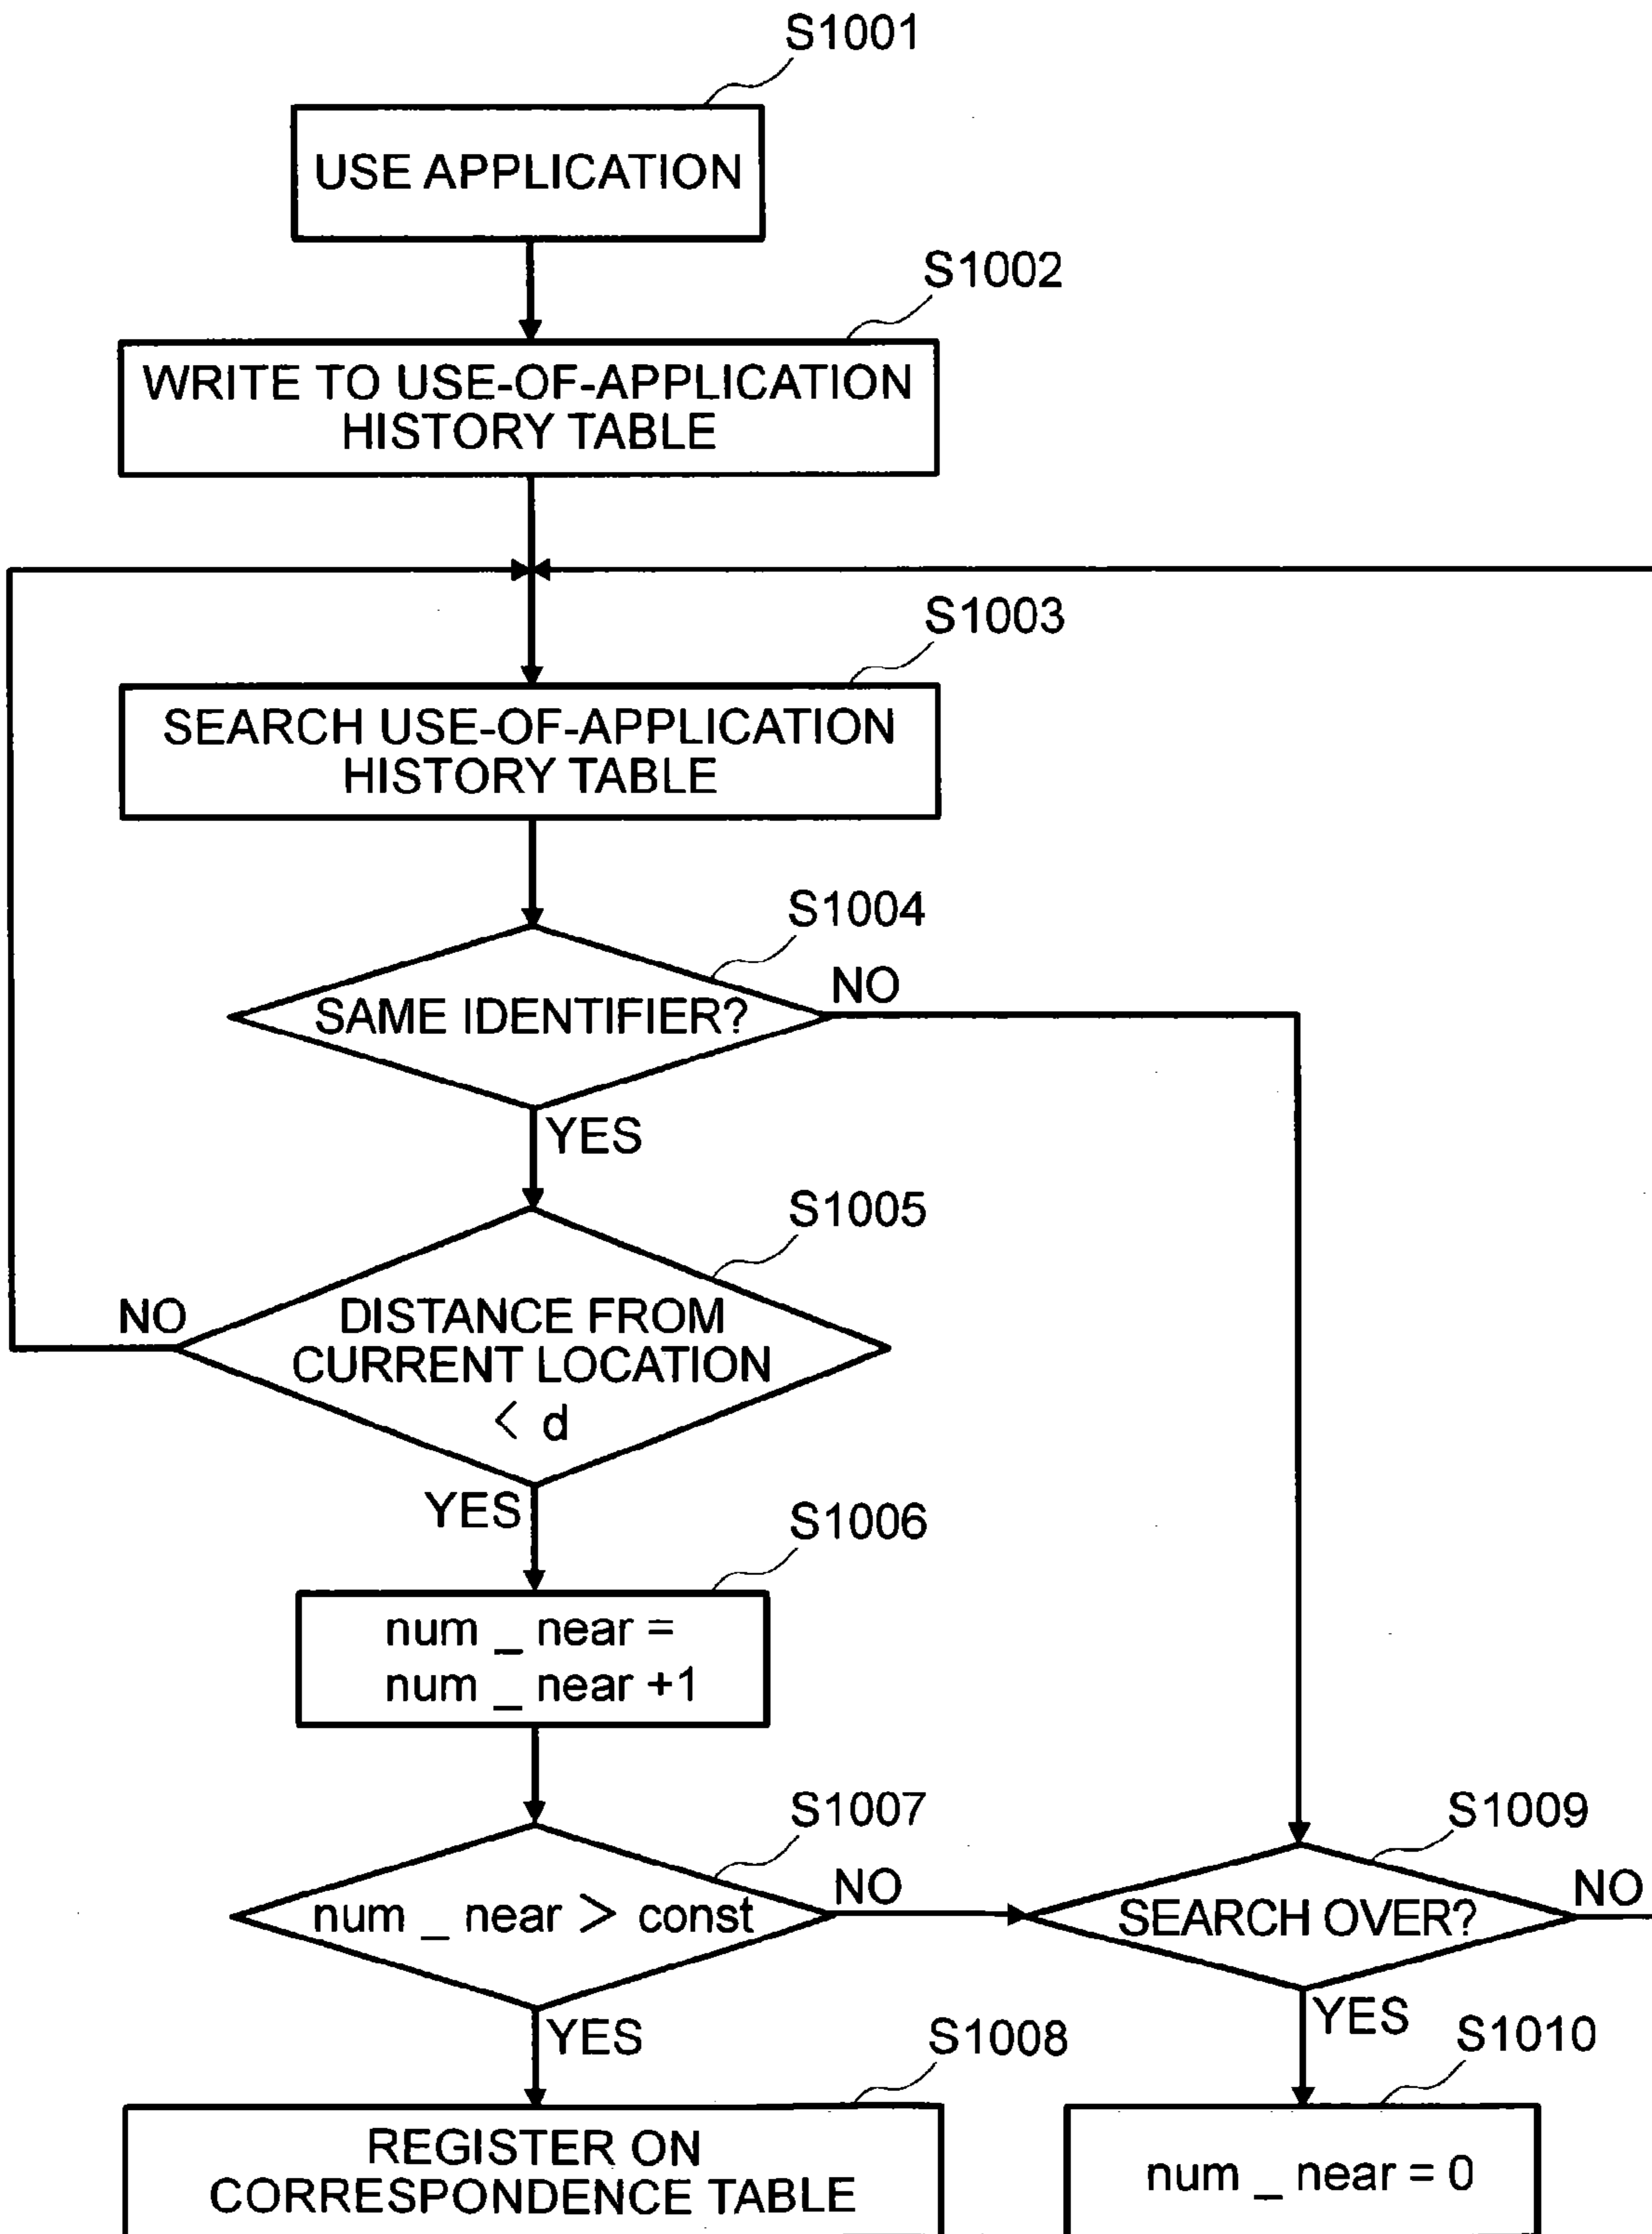 S1001
USE APPLICATION
S1002
WRITE TO USE-OF-APPLICATION
HISTORY TABLE
S1003
SEARCH USE-OF-APPLICATION
HISTORY TABLE
S1004
NO
SAME IDENTIFIER?
YES
S1005
NO
DISTANCE FROM
CURRENT LOCATION
< d
YES
S1006
num _ near =
num _ near +1
S1007
S1009
NO
NO
num _ near > const
SEARCH OVER?
YES
YES
S1008
S1010
REGISTER ON
CORRESPONDENCE TABLE
num _ near = 0